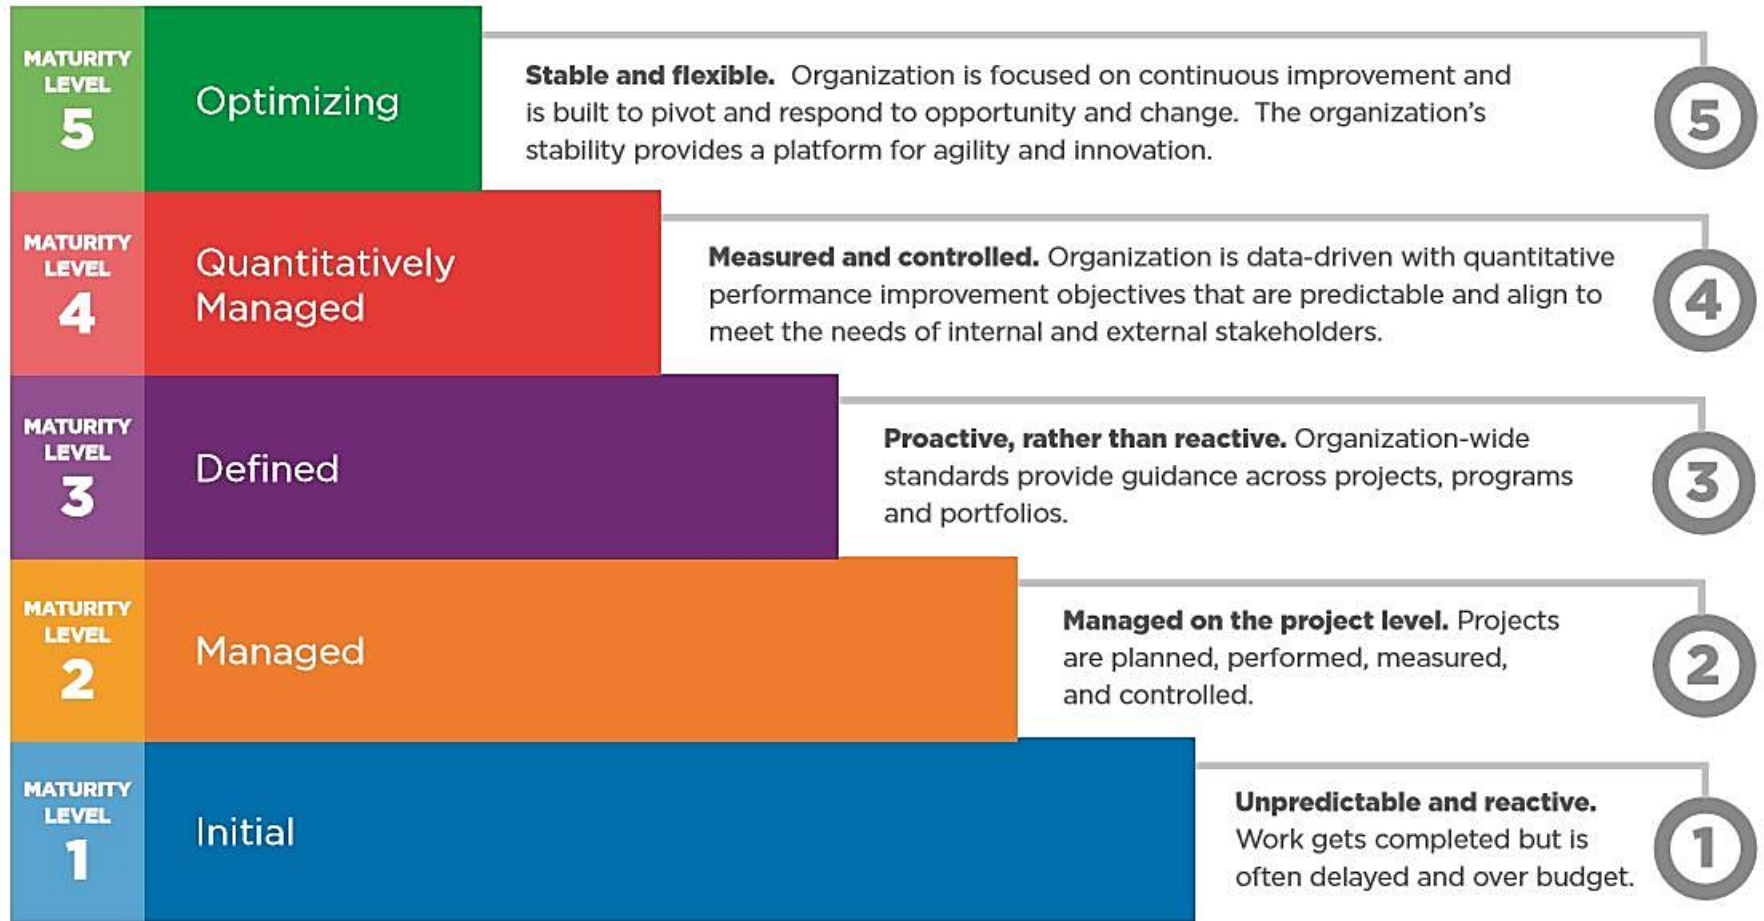 MATURITY
LEVEL
5
Optimizing
Stable and flexible. Organization is focused on continuous improvement and
is built to pivot and respond to opportunity and change. The organization’s
stability provides a platform for agility and innovation.
5
MATURITY
LEVEL
4
Quantitatively
Managed
Measured and controlled. Organization is data-driven with quantitative
performance improvement objectives that are predictable and align to
meet the needs of internal and external stakeholders.
4
MATURITY
LEVEL
3
Defined
Proactive, rather than reactive. Organization-wide
standards provide guidance across projects, programs
and portfolios.
3
MATURITY
LEVEL
2
Managed
Managed on the project level. Projects
are planned, performed, measured,
and controlled.
2
MATURITY
LEVEL
1
Initial
Unpredictable and reactive.
Work gets completed but is
often delayed and over budget.
1